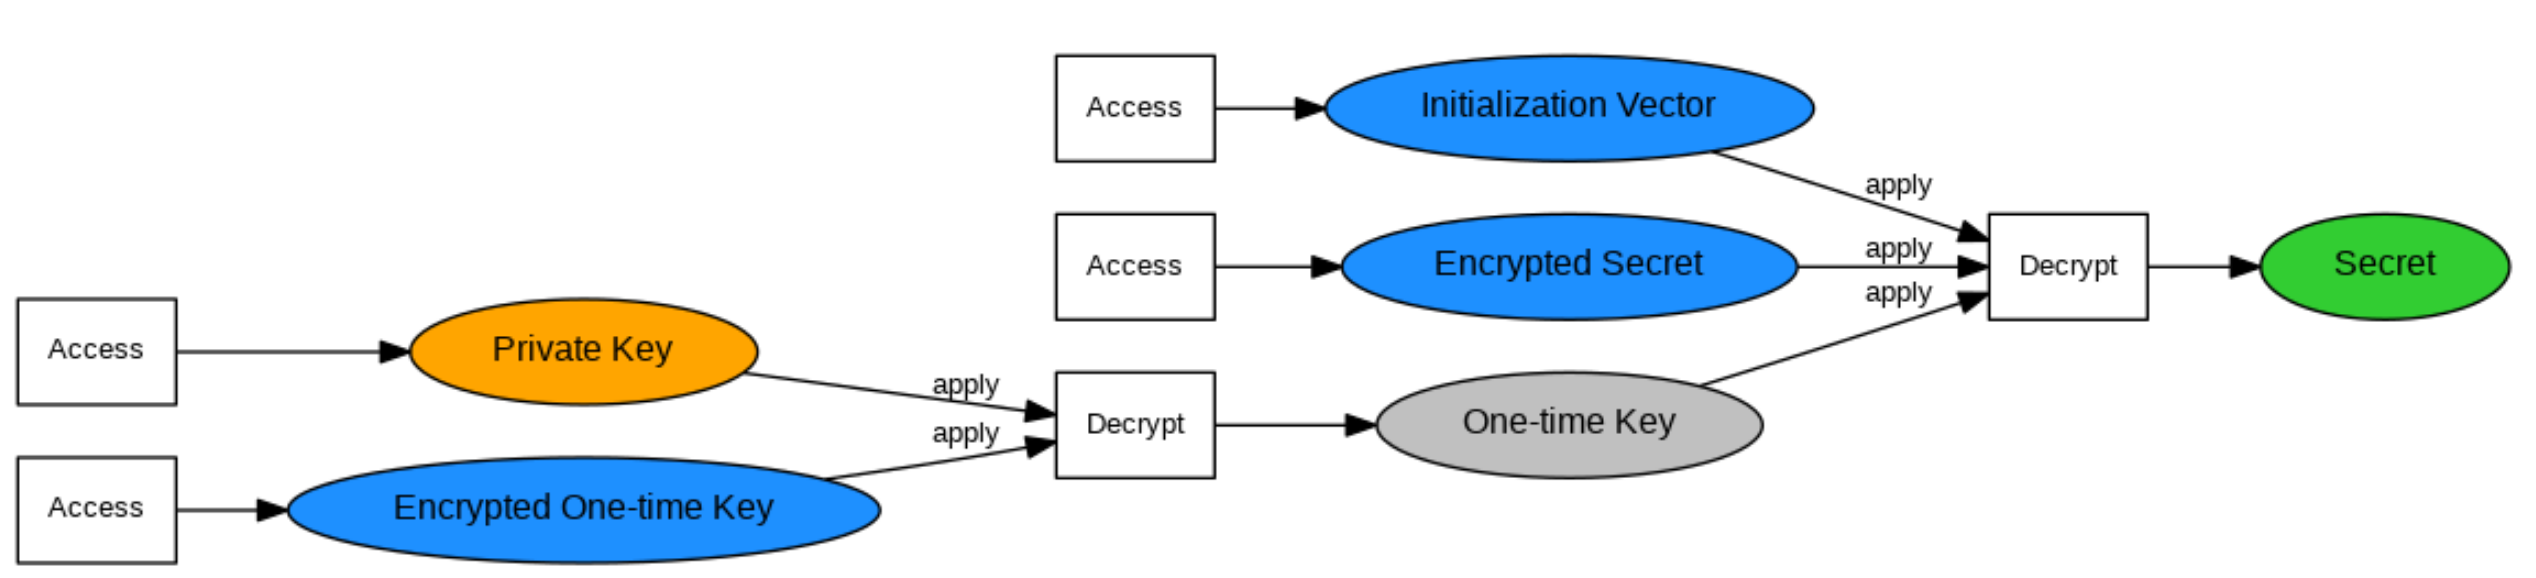 Access
Initialization Vector
apply
Access
Encrypted Secret
apply
Decrypt
Secret
apply
Access
Private Key
apply
Decrypt
One-time Key
apply
Access
Encrypted One-time Key